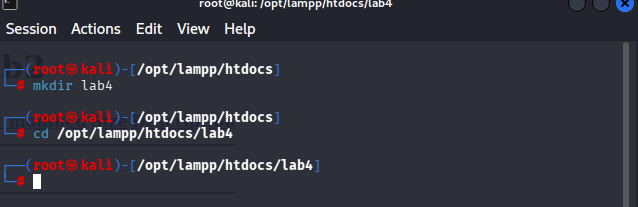 root@kali: /opt/lampp/htdocs/lab4
Session Actions Edit View Help
┌──(root㉿kali)-[/opt/lampp/htdocs]
└─# mkdir lab4
┌──(root㉿kali)-[/opt/lampp/htdocs]
└─# cd /opt/lampp/htdocs/lab4
┌──(root㉿kali)-[/opt/lampp/htdocs/lab4]
└─#